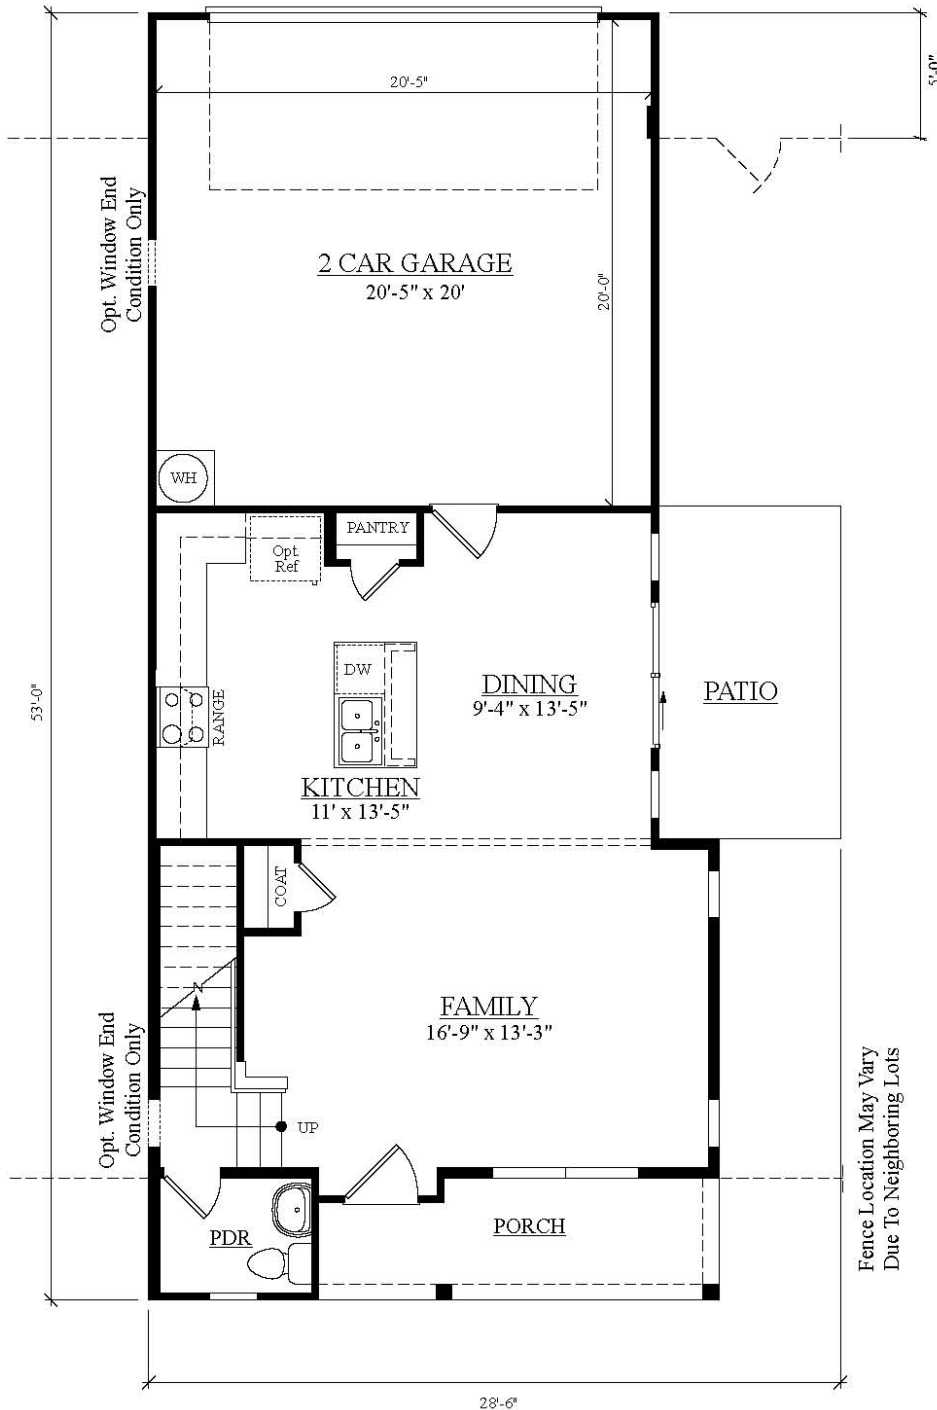 5'-0"
20'-5"
Opt. Window End
Condition Only
2 CAR GARAGE
20'-5" x 20'
20'-0"
WH
PANTRY
Opt.
Ref
53'-0"
DW
RANGE
DINING
9'-4" x 13'-5"
PATIO
KITCHEN
11' x 13'-5"
COAT
N
FAMILY
16'-9" x 13'-3"
Opt. Window End
Condition Only
UP
Fence Location May Vary
Due To Neighboring Lots
PDR
PORCH
28'-6"